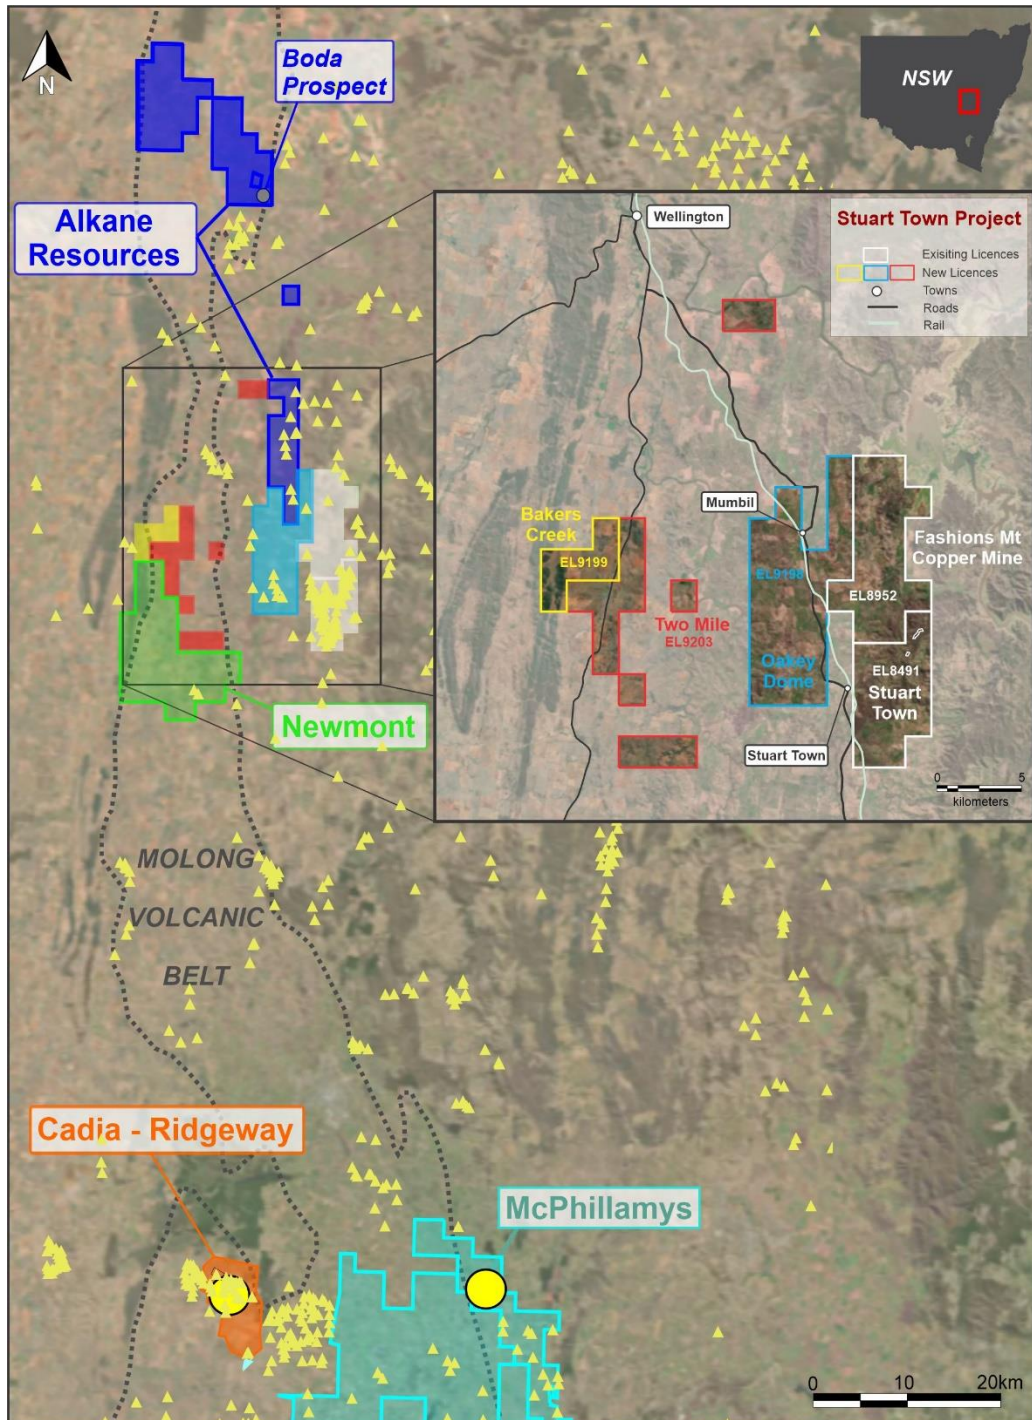 N
Boda
Prospect
NSW
Alkane
Resources
Wellington
Stuart Town Project
Exisiting Licences
New Licences
Towns
Roads
Rail
Mumbil
Bakers
Creek
EL9199
Fashions Mt
Copper Mine
EL9198
EL8952
Two Mile
EL9203
Oakey
Dome
EL8491
Stuart
Town
Stuart Town
0 5
kilometers
Newmont
MOLONG
VOLCANIC
BELT
Cadia - Ridgeway
McPhillamys
0 10 20km